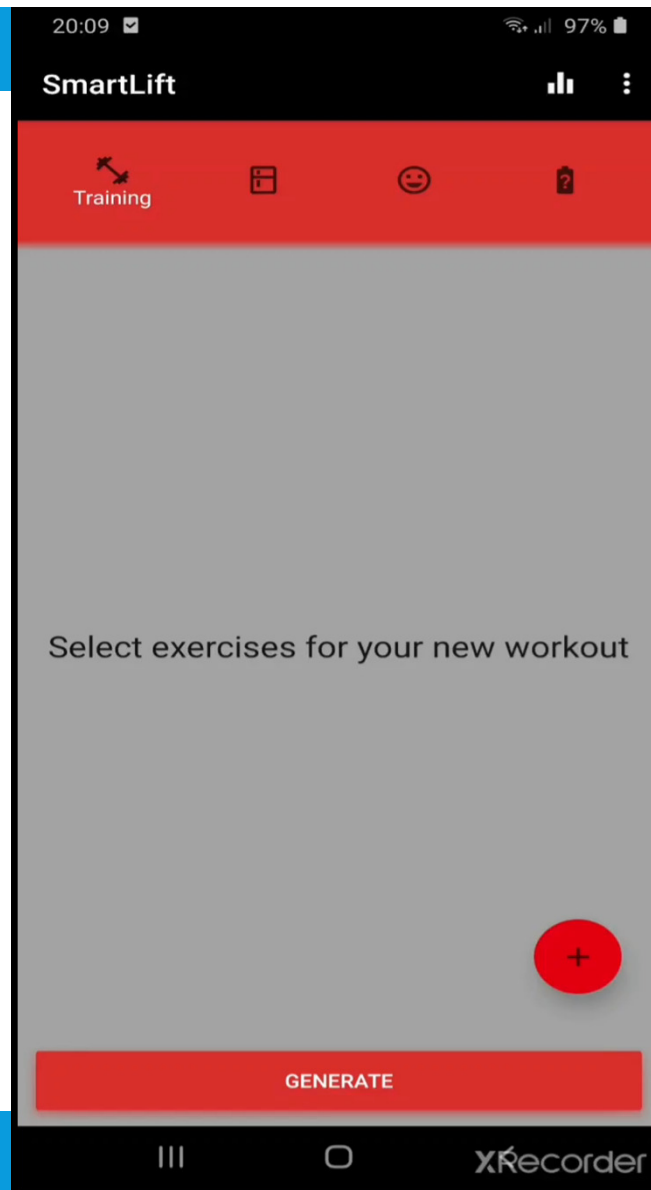 20:09 97%
SmartLift
Training
?
Select exercises for your new workout
+
GENERATE
XRecorder